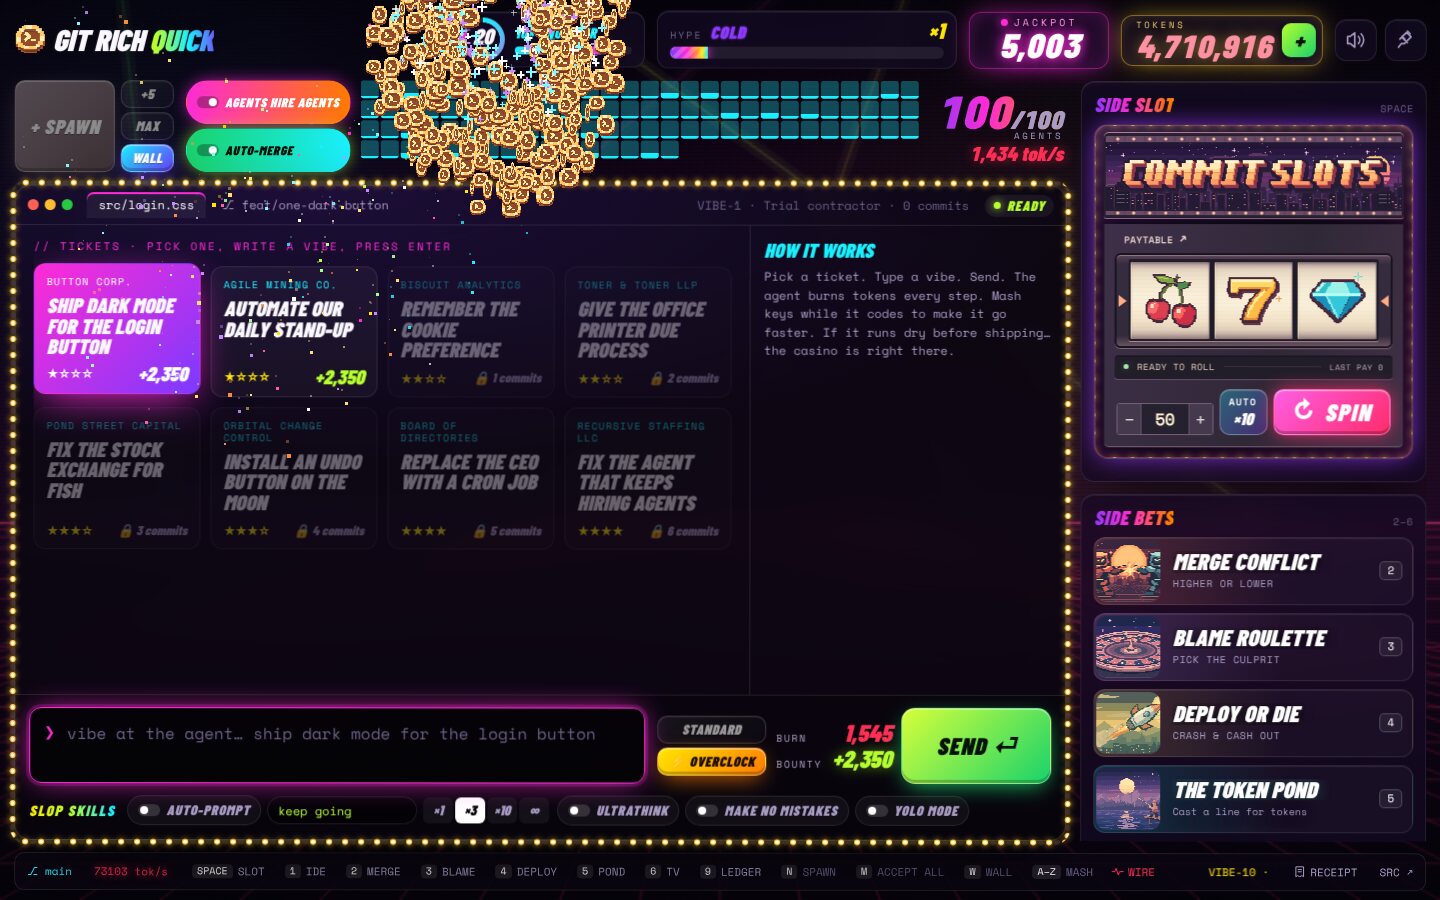 GIT RICH QUICK
20
HYPE COLD ×1
JACKPOT
5,003
TOKENS
4,710,916 +
+ SPAWN
+5
MAX
WALL
AGENTS HIRE AGENTS
AUTO-MERGE
100/100
AGENTS
1,434 tok/s
src/login.css
feat/one-dark-button
VIBE-1 · Trial contractor · 0 commits
READY
// TICKETS · PICK ONE, WRITE A VIBE, PRESS ENTER
BUTTON CORP.
SHIP DARK MODE
FOR THE LOGIN
BUTTON
★☆☆☆ +2,350
AGILE MINING CO.
AUTOMATE OUR
DAILY STAND-UP
★☆☆☆ +2,350
BISCUIT ANALYTICS
REMEMBER THE
COOKIE
PREFERENCE
★★☆☆ 1 commits
TONER & TONER LLP
GIVE THE OFFICE
PRINTER DUE
PROCESS
★★☆☆ 2 commits
POND STREET CAPITAL
FIX THE STOCK
EXCHANGE FOR
FISH
★★★☆ 3 commits
ORBITAL CHANGE
CONTROL
INSTALL AN UNDO
BUTTON ON THE
MOON
★★★☆ 4 commits
BOARD OF
DIRECTORIES
REPLACE THE CEO
WITH A CRON JOB
★★★★ 5 commits
RECURSIVE STAFFING
LLC
FIX THE AGENT
THAT KEEPS
HIRING AGENTS
★★★★ 6 commits
HOW IT WORKS
Pick a ticket. Type a vibe. Send. The
agent burns tokens every step. Mash
keys while it codes to make it go
faster. If it runs dry before shipping…
the casino is right there.
❯ vibe at the agent… ship dark mode for the login button
STANDARD
OVERCLOCK
BURN 1,545
BOUNTY +2,350
SEND
SLOP SKILLS
AUTO-PROMPT
keep going
×1 ×3 ×10 ∞
ULTRATHINK
MAKE NO MISTAKES
YOLO MODE
SIDE SLOT
SPACE
COMMIT SLOTS
PAYTABLE ↗
7
READY TO ROLL
LAST PAY 0
− 50 +
AUTO
×10
SPIN
SIDE BETS
2–6
MERGE CONFLICT
HIGHER OR LOWER
2
BLAME ROULETTE
PICK THE CULPRIT
3
DEPLOY OR DIE
CRASH & CASH OUT
4
THE TOKEN POND
Cast a line for tokens
5
main
73103 tok/s
SPACE SLOT
1 IDE
2 MERGE
3 BLAME
4 DEPLOY
5 POND
6 TV
9 LEDGER
N SPAWN
M ACCEPT ALL
W WALL
A–Z MASH
WIRE
VIBE-10 ·
RECEIPT
SRC ↗